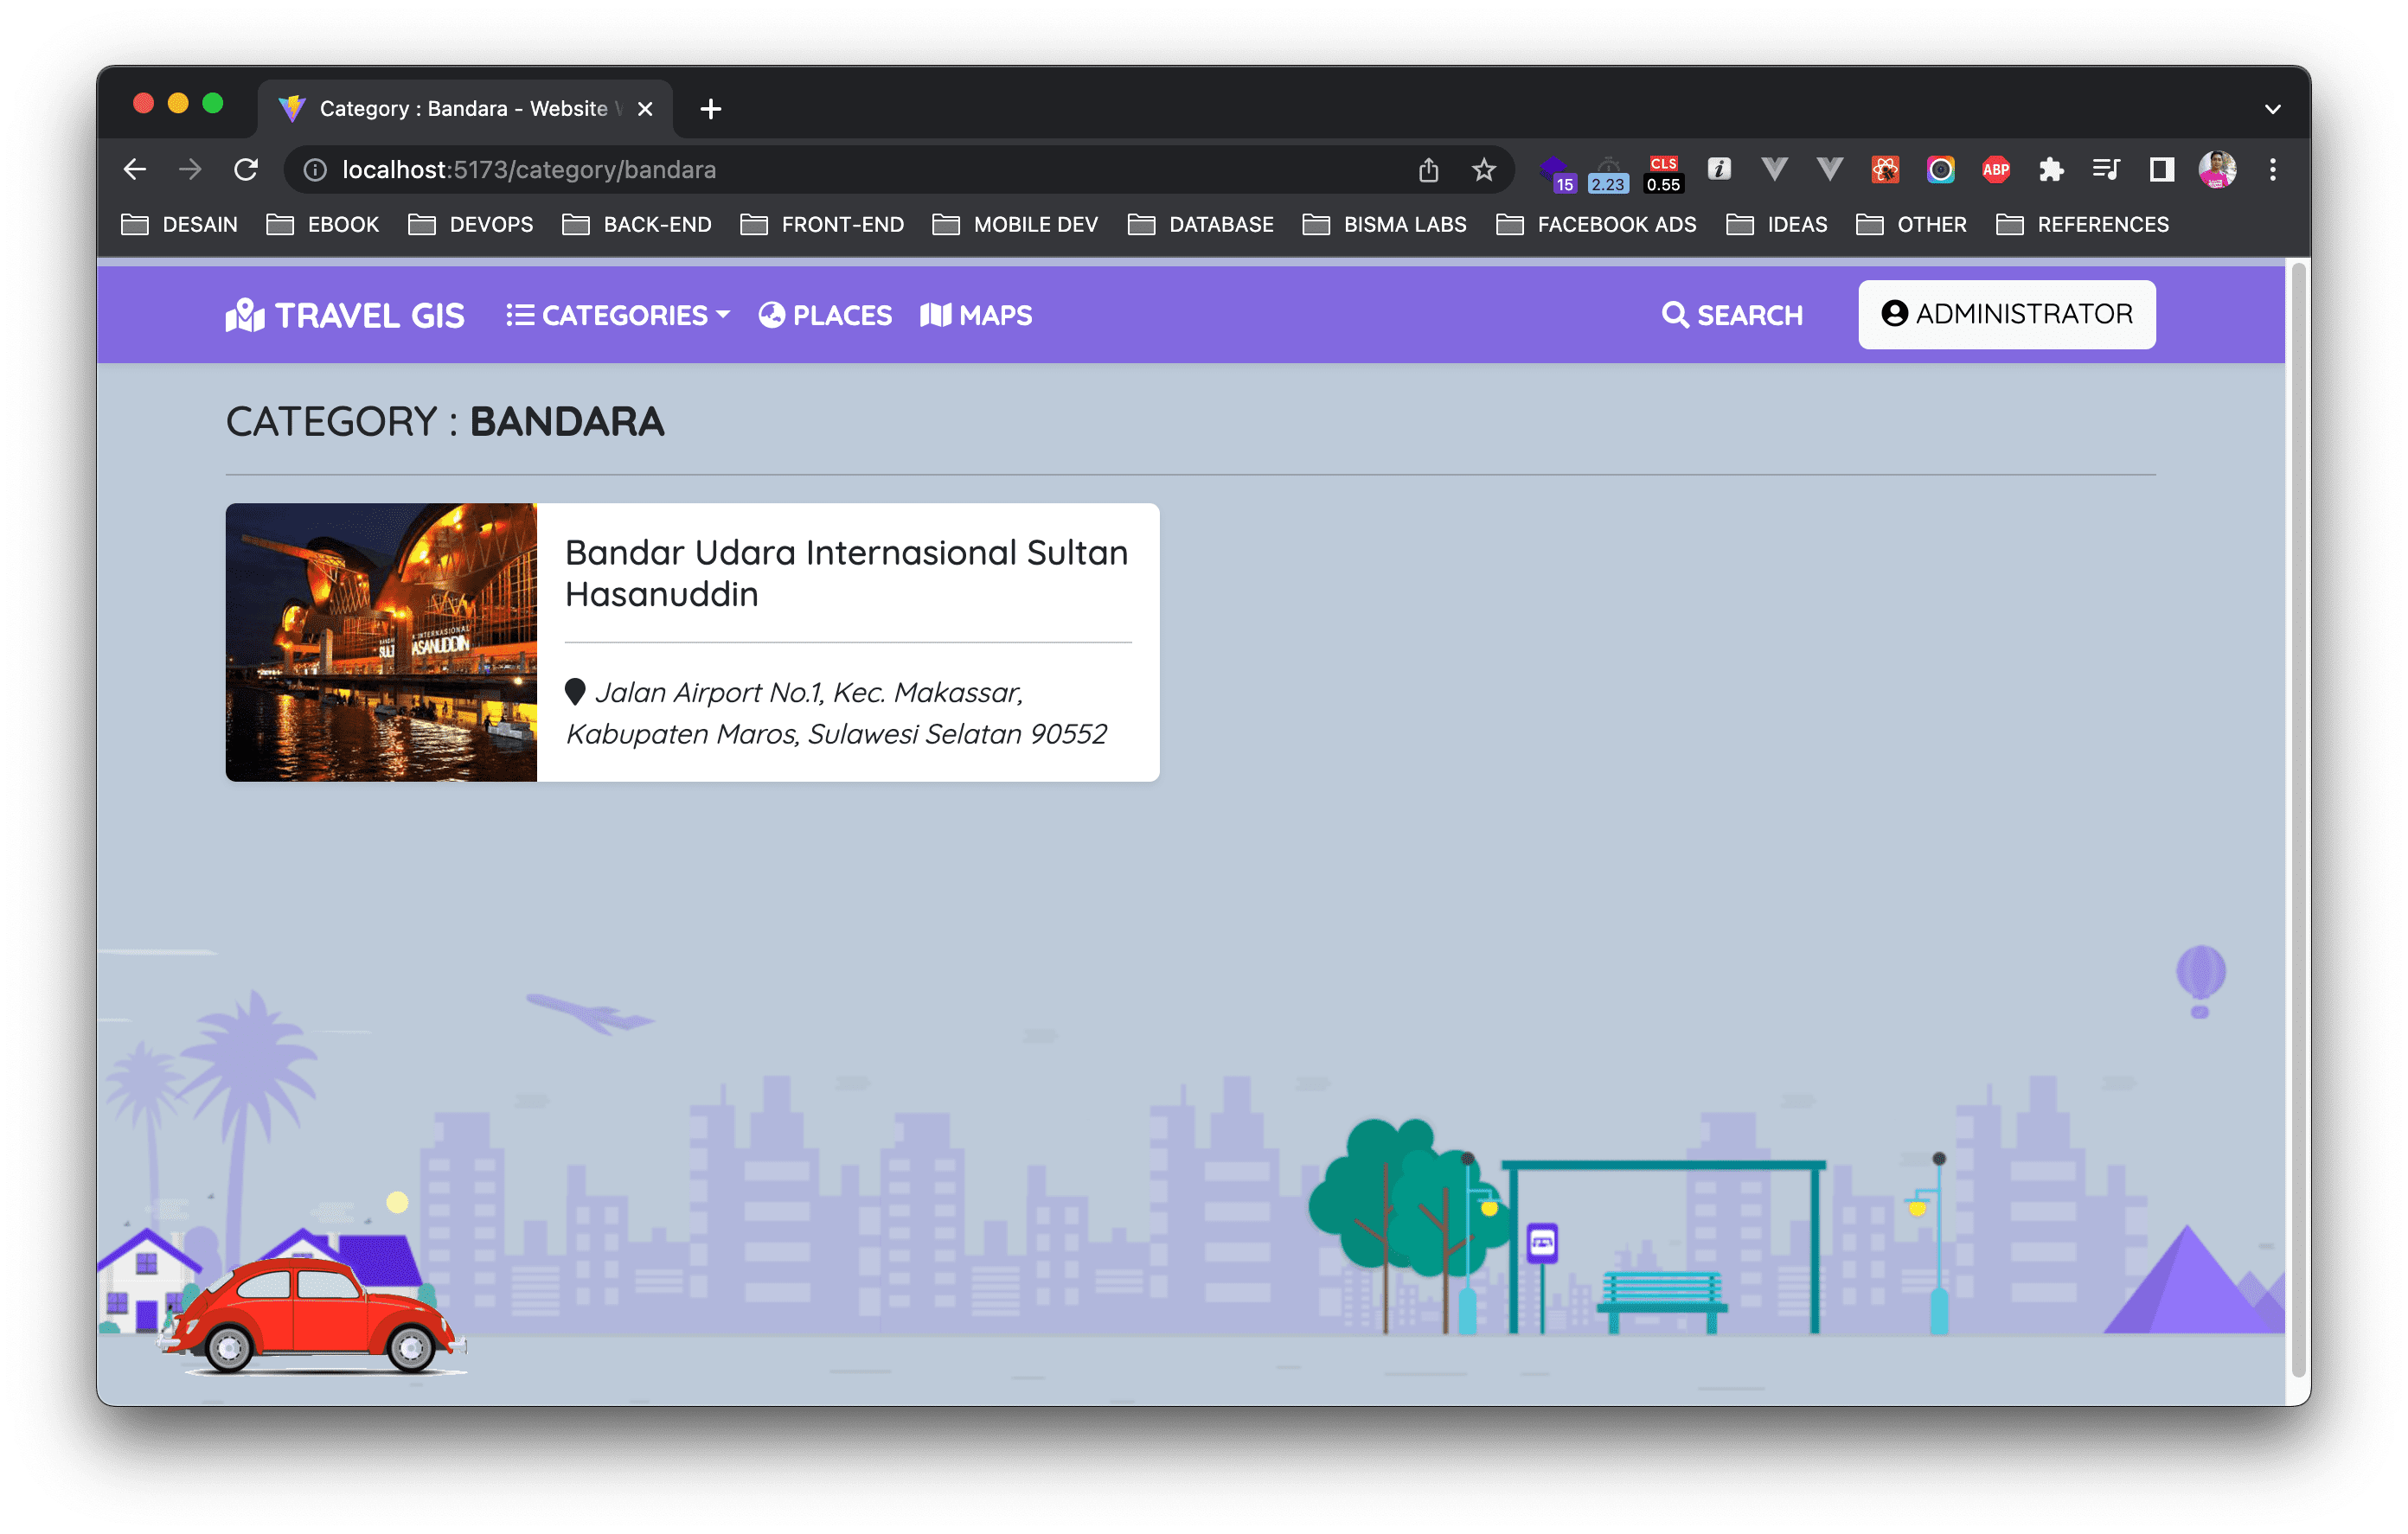 Category : Bandara - Website
localhost:5173/category/bandara
15
2.23
CLS
0.55
ABP
DESAIN
EBOOK
DEVOPS
BACK-END
FRONT-END
MOBILE DEV
DATABASE
BISMA LABS
FACEBOOK ADS
IDEAS
OTHER
REFERENCES
TRAVEL GIS
CATEGORIES
PLACES
MAPS
SEARCH
ADMINISTRATOR
CATEGORY : BANDARA
INTERNASIONAL
HASANUDDIN
Bandar Udara Internasional Sultan
Hasanuddin
Jalan Airport No.1, Kec. Makassar,
Kabupaten Maros, Sulawesi Selatan 90552